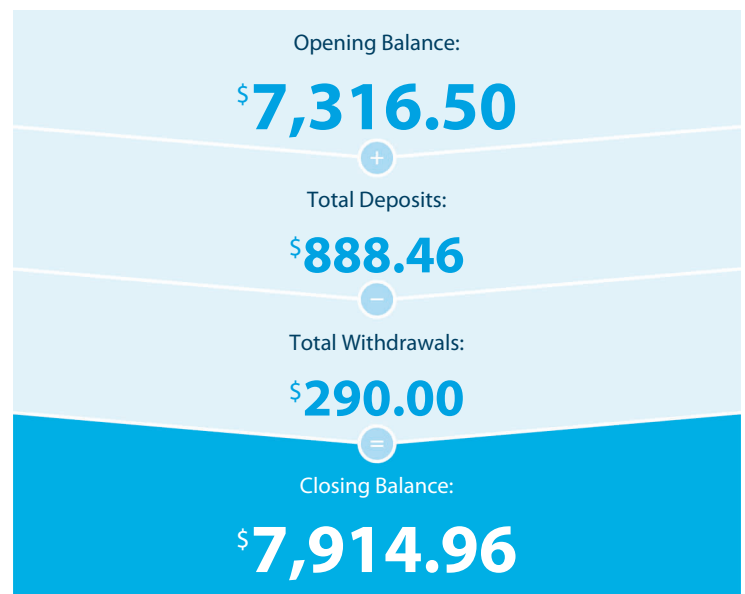 Opening Balance:
$7,316.50
+
Total Deposits:
$888.46
−
Total Withdrawals:
$290.00
=
Closing Balance:
$7,914.96